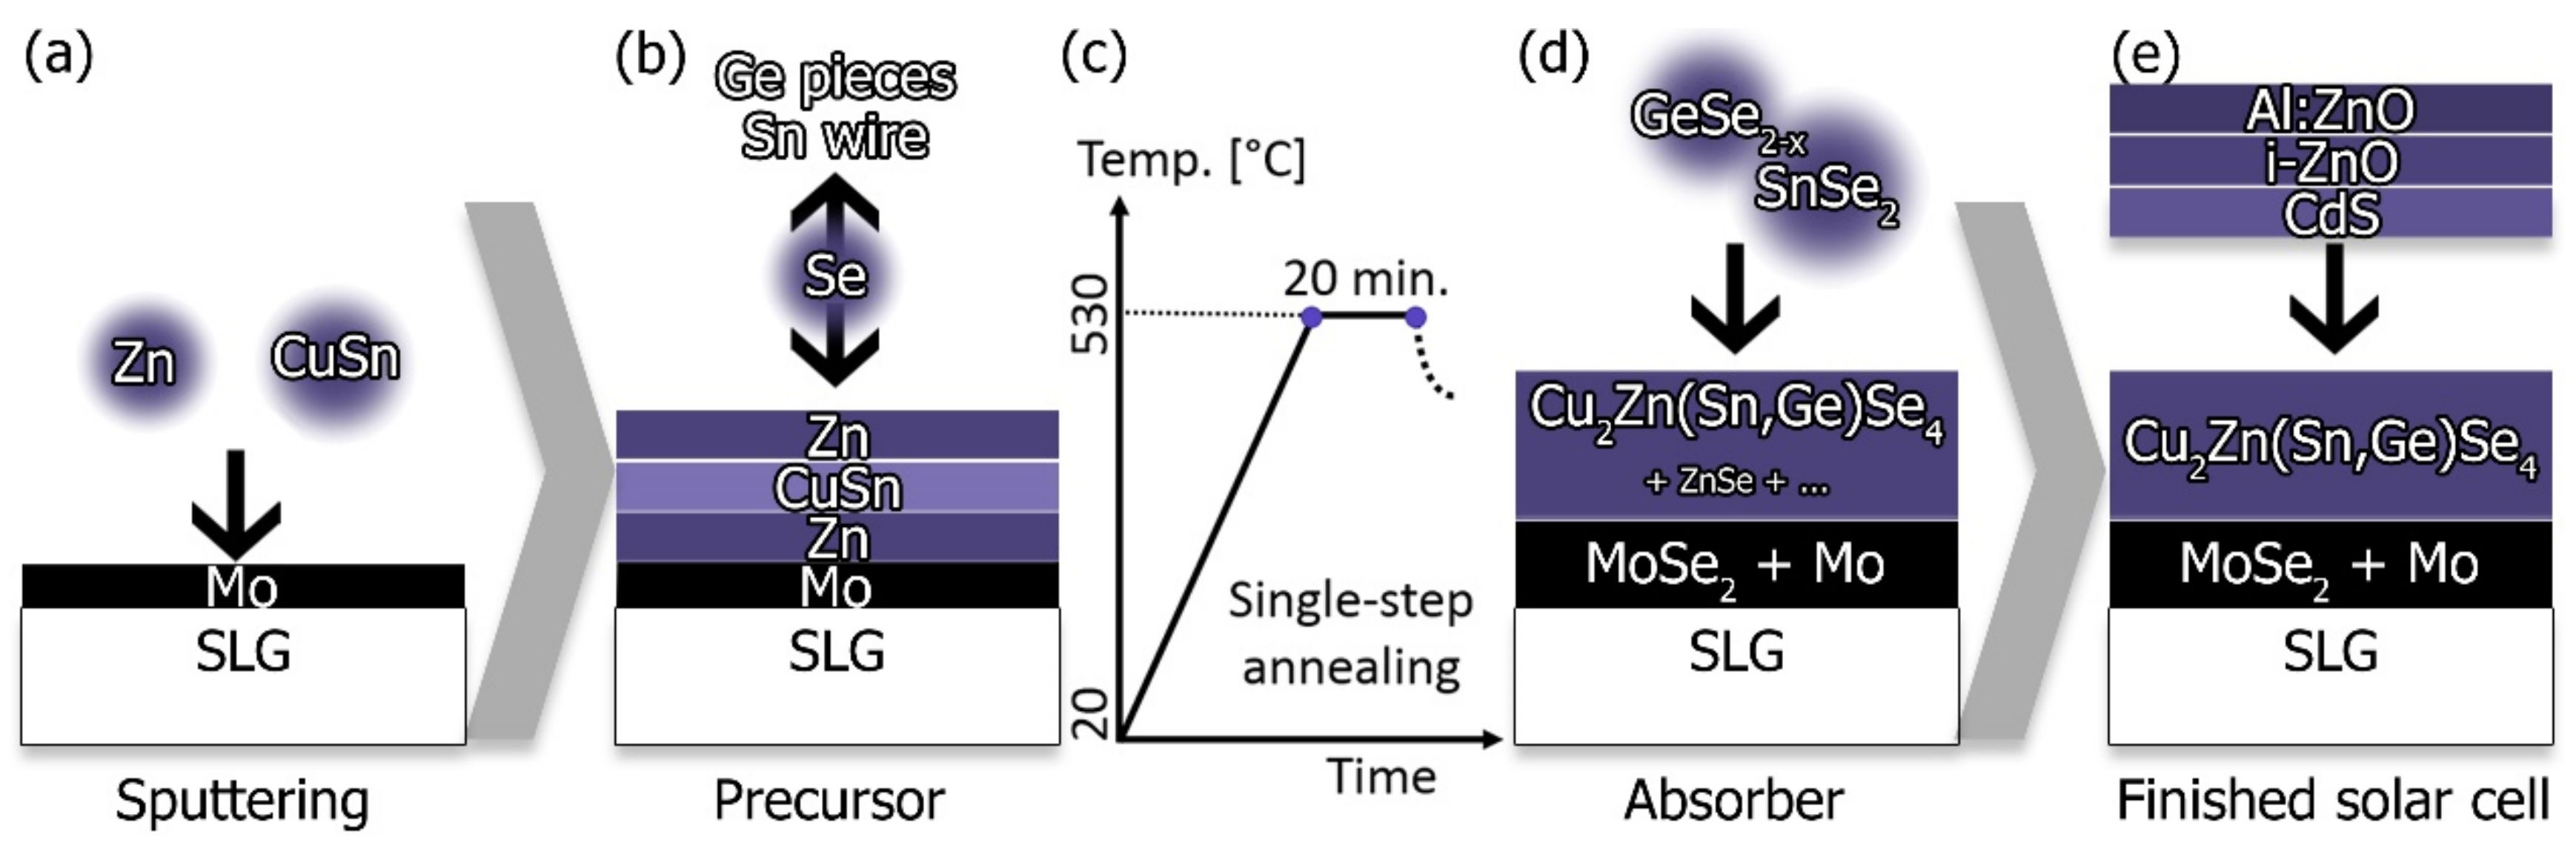 (a)
Zn
CuSn
Mo
SLG
Sputtering
(b)
Ge pieces
Sn wire
Se
Zn
CuSn
Zn
Mo
SLG
Precursor
(c)
Temp. [°C]
530
20 min.
Single-step
annealing
20
Time
(d)
GeSe₂₋ₓ
SnSe₂
Cu₂Zn(Sn,Ge)Se₄
+ ZnSe + ...
MoSe₂ + Mo
SLG
Absorber
(e)
Al:ZnO
i-ZnO
CdS
Cu₂Zn(Sn,Ge)Se₄
MoSe₂ + Mo
SLG
Finished solar cell